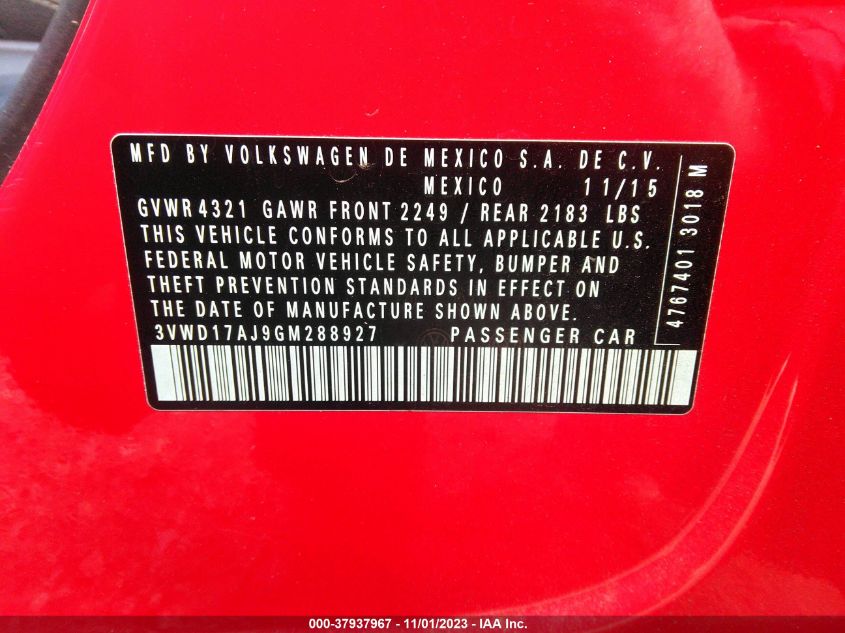 MFD BY VOLKSWAGEN DE MEXICO S.A. DE C.V.
MEXICO 11/15
GVWR 4321 GAWR FRONT 2249 / REAR 2183 LBS
THIS VEHICLE CONFORMS TO ALL APPLICABLE U.S.
FEDERAL MOTOR VEHICLE SAFETY, BUMPER AND
THEFT PREVENTION STANDARDS IN EFFECT ON
THE DATE OF MANUFACTURE SHOWN ABOVE.
3VWD17AJ9GM288927 PASSENGER CAR
4767401 3018 M
000-37937967 - 11/01/2023 - IAA Inc.